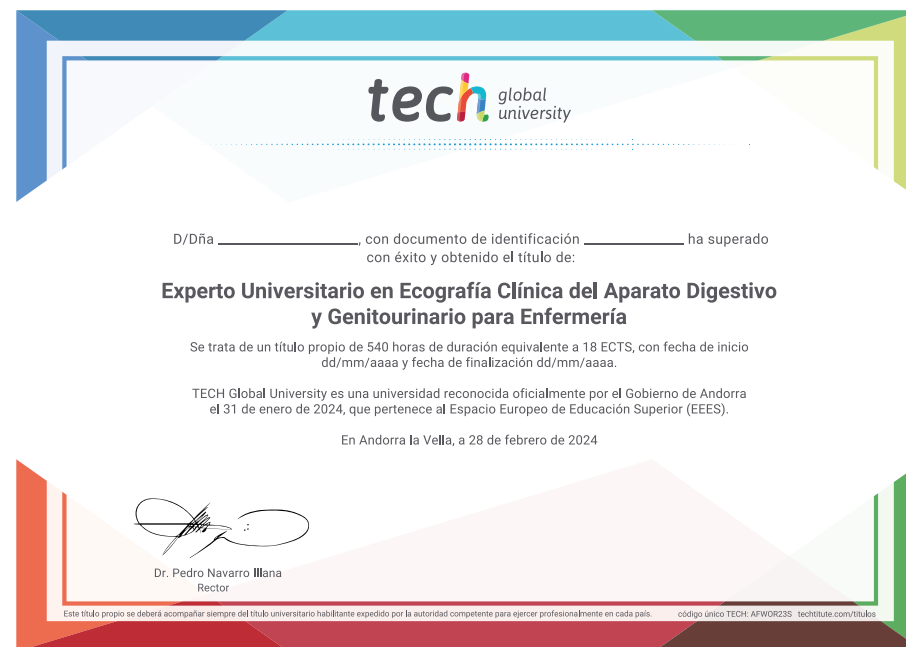 tech global university
D/Dña ____________________, con documento de identificación ______________ ha superado
con éxito y obtenido el título de:
Experto Universitario en Ecografía Clínica del Aparato Digestivo
y Genitourinario para Enfermería
Se trata de un título propio de 540 horas de duración equivalente a 18 ECTS, con fecha de inicio
dd/mm/aaaa y fecha de finalización dd/mm/aaaa.
TECH Global University es una universidad reconocida oficialmente por el Gobierno de Andorra
el 31 de enero de 2024, que pertenece al Espacio Europeo de Educación Superior (EEES).
En Andorra la Vella, a 28 de febrero de 2024
Dr. Pedro Navarro Illana
Rector
Este título propio se deberá acompañar siempre del título universitario habilitante expedido por la autoridad competente para ejercer profesionalmente en cada país. código único TECH: AFWOR23S techtitute.com/titulos